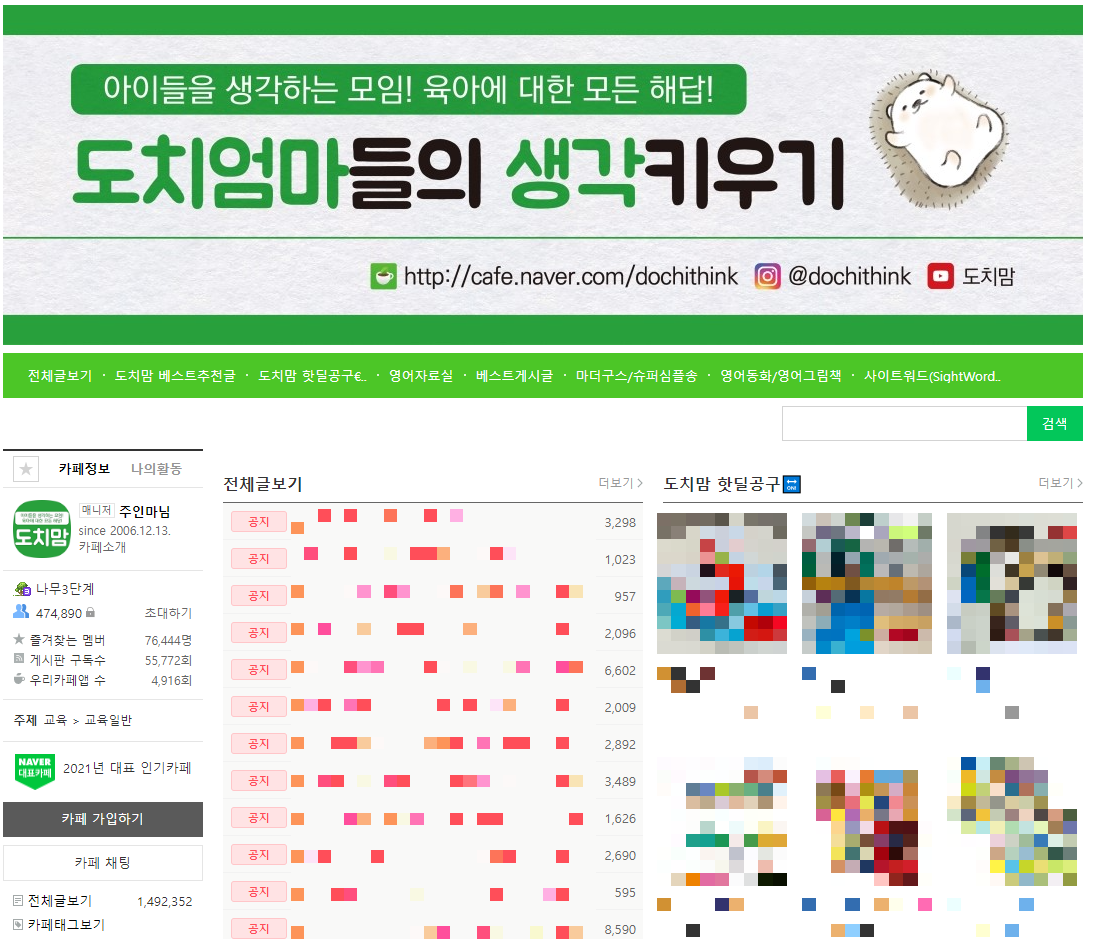 아이들을 생각하는 모임! 육아에 대한 모든 해답!
도치엄마들의 생각키우기
http://cafe.naver.com/dochithink @dochithink 도치맘
전체글보기 · 도치맘 베스트추천글 · 도치맘 핫딜공구€.. · 영어자료실 · 베스트게시글 · 마더구스/슈퍼심플송 · 영어동화/영어그림책 · 사이트워드(SightWord..
검색
카페정보 나의활동
도치맘
매니저 주인마님
since 2006.12.13.
카페소개
나무3단계
474,890 초대하기
즐겨찾는 멤버 76,444명
게시판 구독수 55,772회
우리카페앱 수 4,916회
주제 교육 > 교육일반
NAVER
대표카페
2021년 대표 인기카페
카페 가입하기
카페 채팅
전체글보기 1,492,352
카페태그보기
전체글보기 더보기 >
공지 3,298
공지 1,023
공지 957
공지 2,096
공지 6,602
공지 2,009
공지 2,892
공지 3,489
공지 1,626
공지 2,690
공지 595
공지 8,590
도치맘 핫딜공구 더보기 >